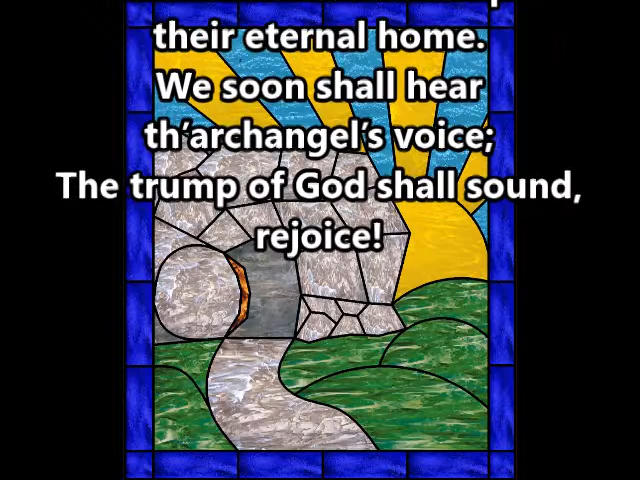 their eternal home.
We soon shall hear
th’archangel’s voice;
The trump of God shall sound,
rejoice!